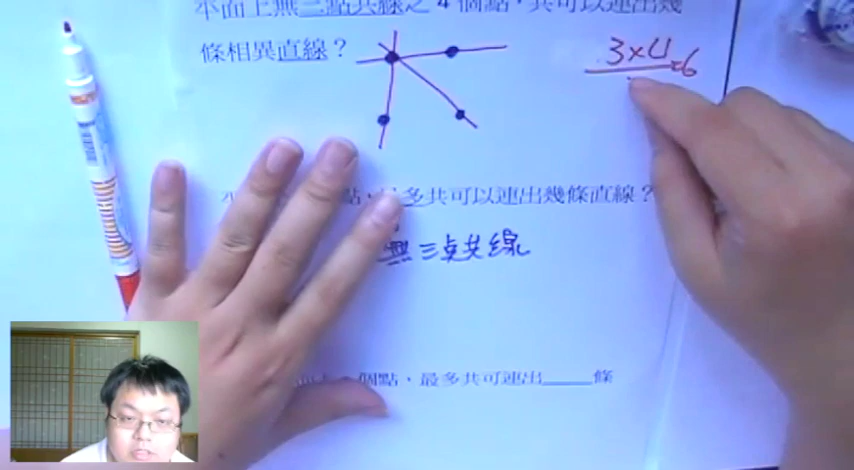 平面上無三點共線之 4 個點，共可以連出幾
條相異直線？
3×4
=6
點，最多共可以連出幾條直線？
無三点共線
個點，最多共可連出_____條